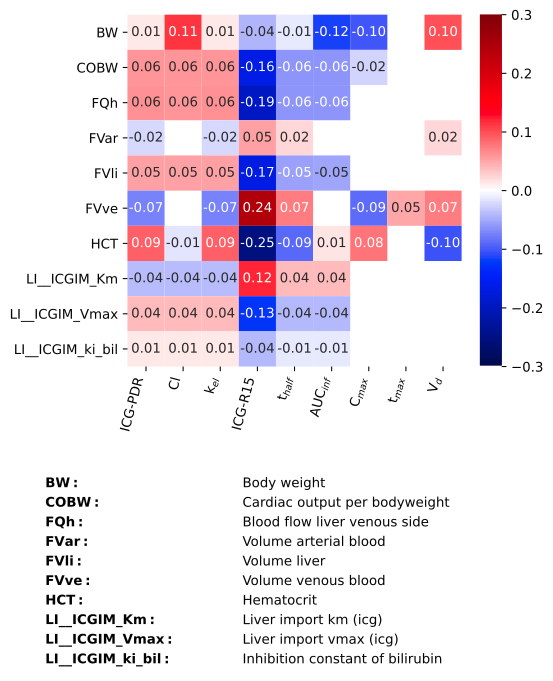 0.3
BW 0.01 0.11 0.01 -0.04 -0.01 -0.12 -0.10 0.10
COBW 0.06 0.06 0.06 -0.16 -0.06 -0.06 -0.02
0.2
FQh 0.06 0.06 0.06 -0.19 -0.06 -0.06
0.1
FVar -0.02 -0.02 0.05 0.02 0.02
FVli 0.05 0.05 0.05 -0.17 -0.05 -0.05
0.0
FVve -0.07 -0.07 0.24 0.07 -0.09 0.05 0.07
HCT 0.09 -0.01 0.09 -0.25 -0.09 0.01 0.08 -0.10
−0.1
LI__ICGIM_Km -0.04 -0.04 -0.04 0.12 0.04 0.04
LI__ICGIM_Vmax 0.04 0.04 0.04 -0.13 -0.04 -0.04
−0.2
LI__ICGIM_ki_bil 0.01 0.01 0.01 -0.04 -0.01 -0.01
−0.3
ICG-PDR Cl k_el ICG-R15 t_half AUC_inf C_max t_max V_d
BW : Body weight
COBW : Cardiac output per bodyweight
FQh : Blood flow liver venous side
FVar : Volume arterial blood
FVli : Volume liver
FVve : Volume venous blood
HCT : Hematocrit
LI__ICGIM_Km : Liver import km (icg)
LI__ICGIM_Vmax : Liver import vmax (icg)
LI__ICGIM_ki_bil : Inhibition constant of bilirubin